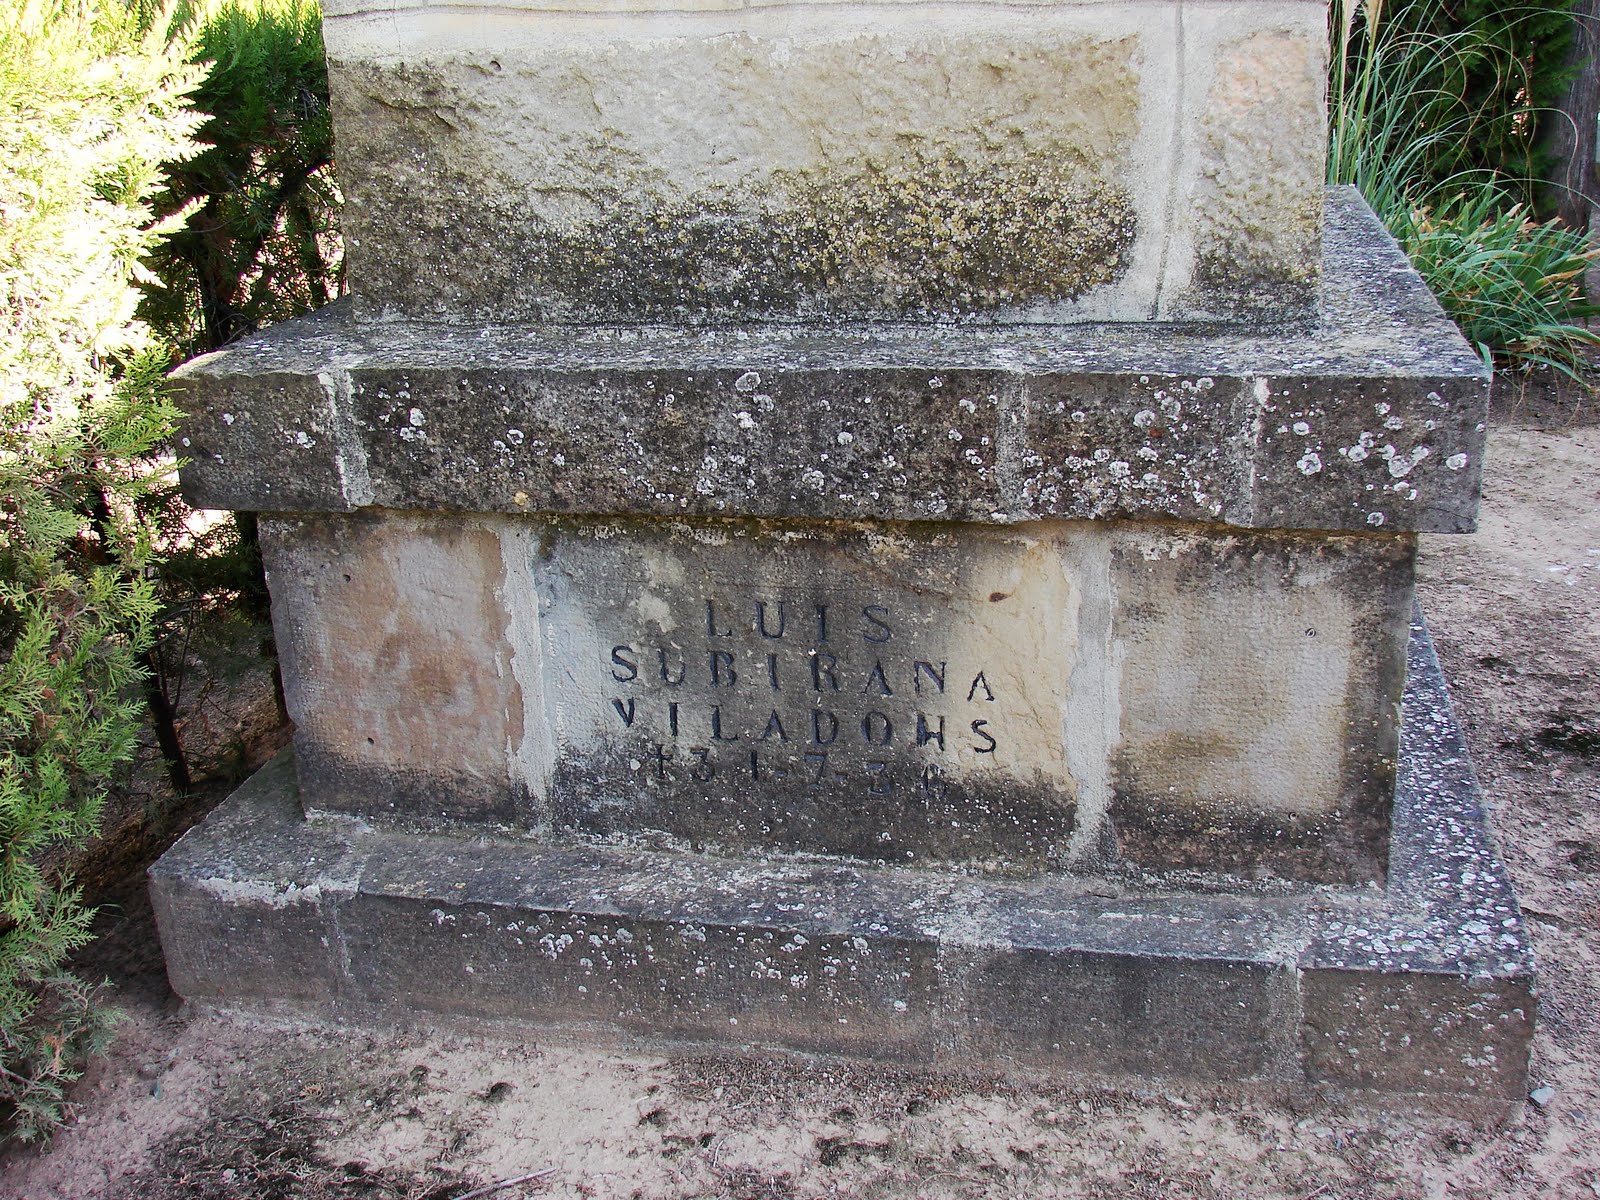 LUIS
SUBIRANA
VILADOMS
†31-7-36